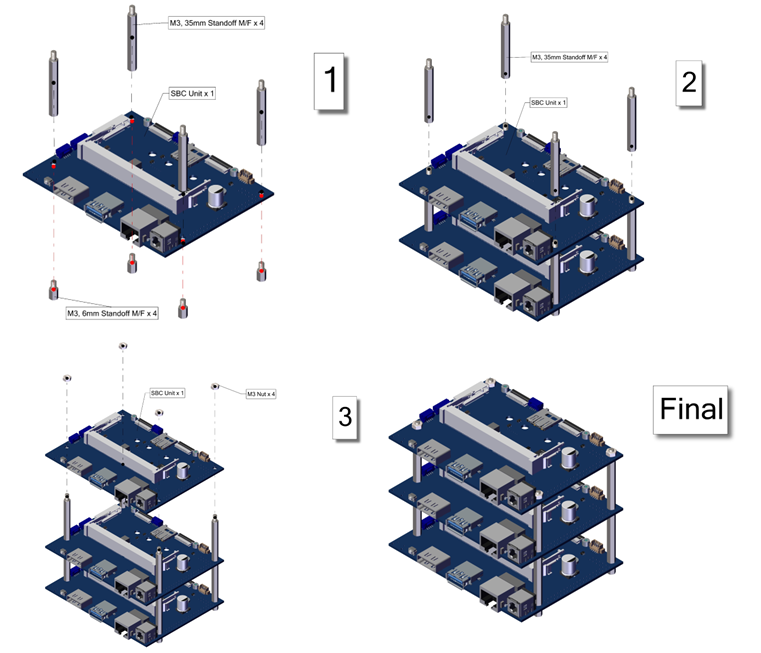 M3, 35mm Standoff M/F x 4
SBC Unit x 1
1
M3, 6mm Standoff M/F x 4
M3, 35mm Standoff M/F x 4
SBC Unit x 1
2
SBC Unit x 1
M3 Nut x 4
3
Final